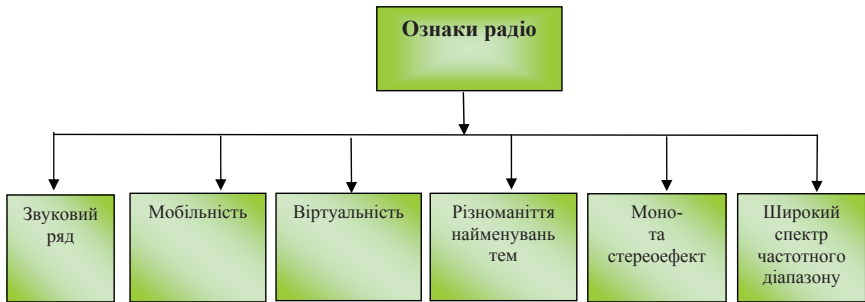 Ознаки радіо
Звуковий
ряд
Мобільність
Віртуальність
Різноманіття
найменувань
тем
Моно-
та
стереоефект
Широкий
спектр
частотного
діапазону